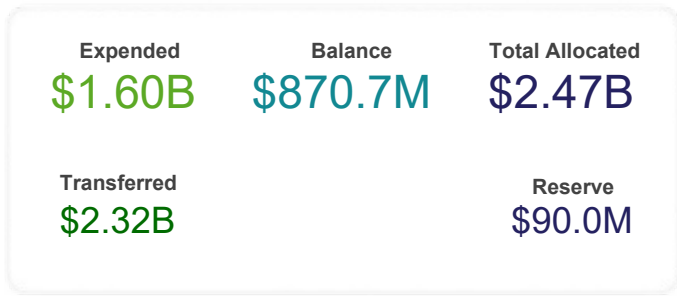 Expended Balance Total Allocated
$1.60B $870.7M $2.47B
Transferred Reserve
$2.32B $90.0M